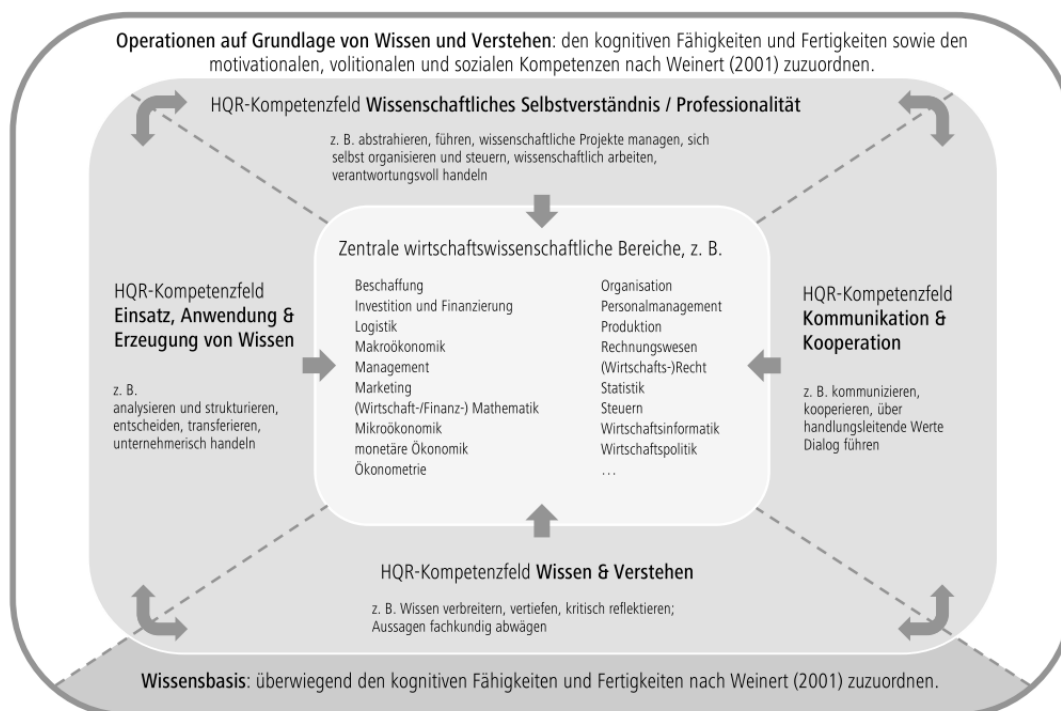 Operationen auf Grundlage von Wissen und Verstehen: den kognitiven Fähigkeiten und Fertigkeiten sowie den
motivationalen, volitionalen und sozialen Kompetenzen nach Weinert (2001) zuzuordnen.
HQR-Kompetenzfeld Wissenschaftliches Selbstverständnis / Professionalität
z. B. abstrahieren, führen, wissenschaftliche Projekte managen, sich
selbst organisieren und steuern, wissenschaftlich arbeiten,
verantwortungsvoll handeln
HQR-Kompetenzfeld
Einsatz, Anwendung &
Erzeugung von Wissen
z. B.
analysieren und strukturieren,
entscheiden, transferieren,
unternehmerisch handeln
Zentrale wirtschaftswissenschaftliche Bereiche, z. B.
Beschaffung
Investition und Finanzierung
Logistik
Makroökonomik
Management
Marketing
(Wirtschaft-/Finanz-) Mathematik
Mikroökonomik
monetäre Ökonomik
Ökonometrie
Organisation
Personalmanagement
Produktion
Rechnungswesen
(Wirtschafts-)Recht
Statistik
Steuern
Wirtschaftsinformatik
Wirtschaftspolitik
…
HQR-Kompetenzfeld
Kommunikation &
Kooperation
z. B. kommunizieren,
kooperieren, über
handlungsleitende Werte
Dialog führen
HQR-Kompetenzfeld Wissen & Verstehen
z. B. Wissen verbreitern, vertiefen, kritisch reflektieren;
Aussagen fachkundig abwägen
Wissensbasis: überwiegend den kognitiven Fähigkeiten und Fertigkeiten nach Weinert (2001) zuzuordnen.